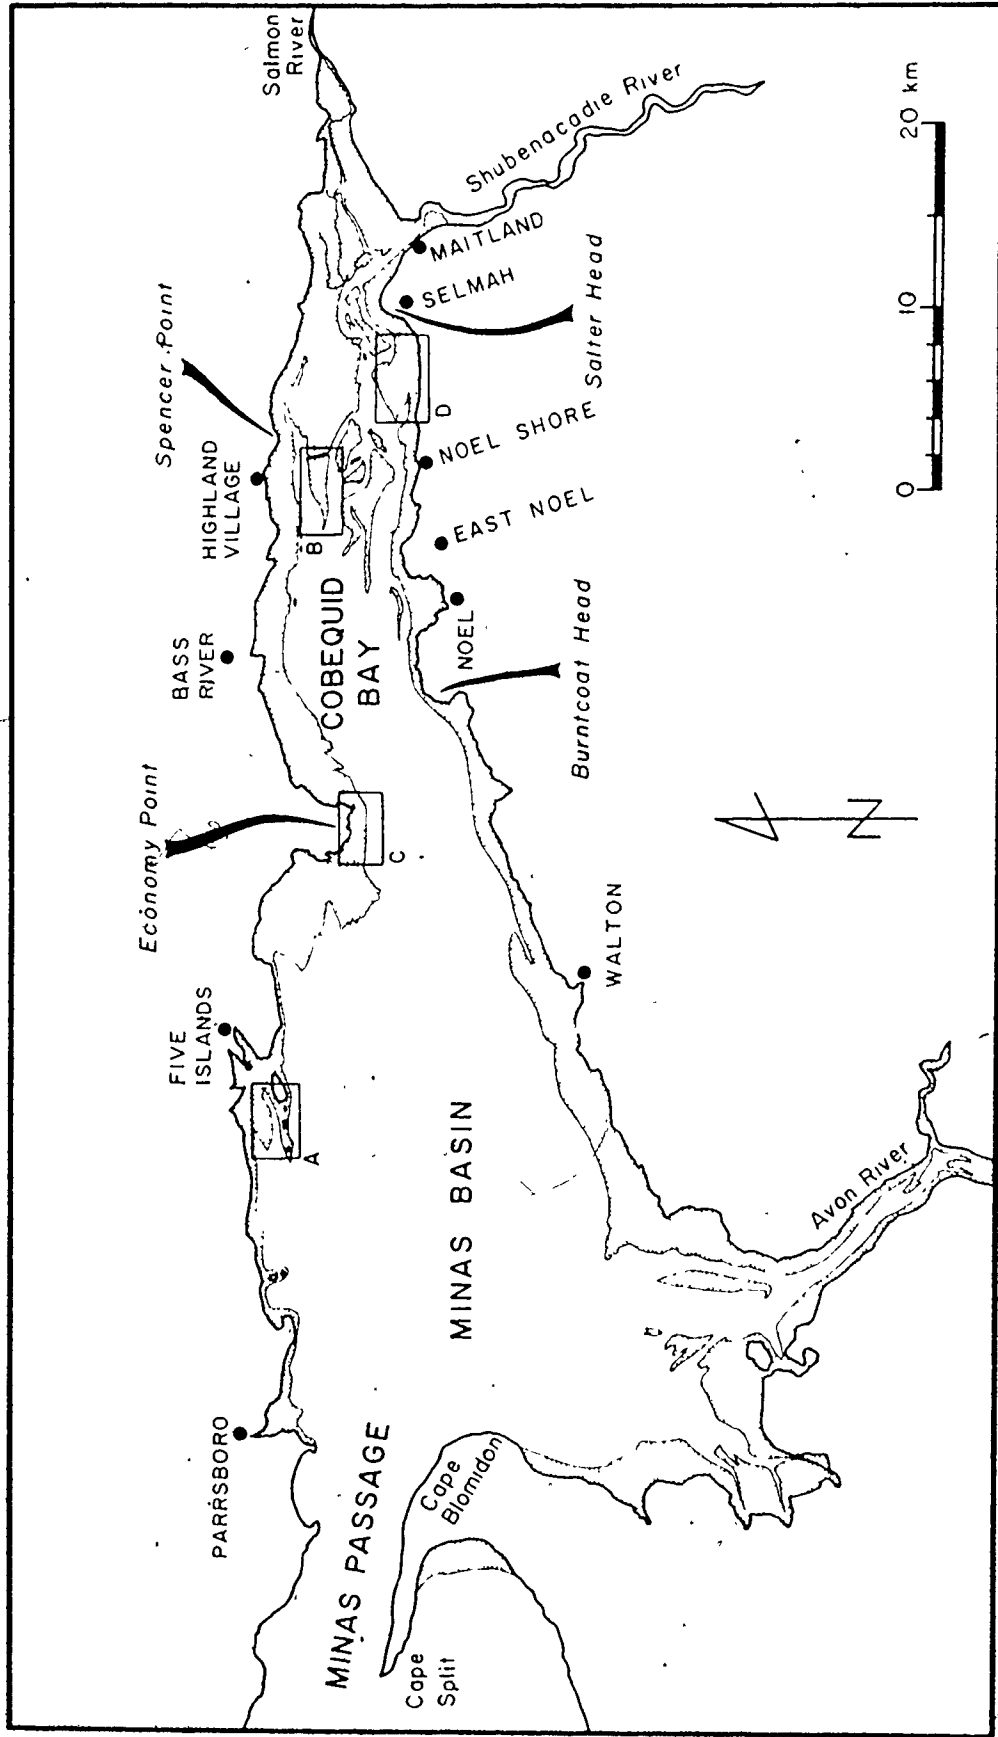 Salmon
River
Shubenacadie River
20 km
10
0
MAITLAND
SELMAH
Salter Head
Spencer Point
HIGHLAND
VILLAGE
B
D
NOEL SHORE
EAST NOEL
NOEL
BASS
RIVER
COBEQUID
BAY
Burntcoat Head
Economy Point
C
N
WALTON
FIVE
ISLANDS
A
MINAS BASIN
Avon River
PARRSBORO
MINAS PASSAGE
Cape
Blomidon
Cape
Split